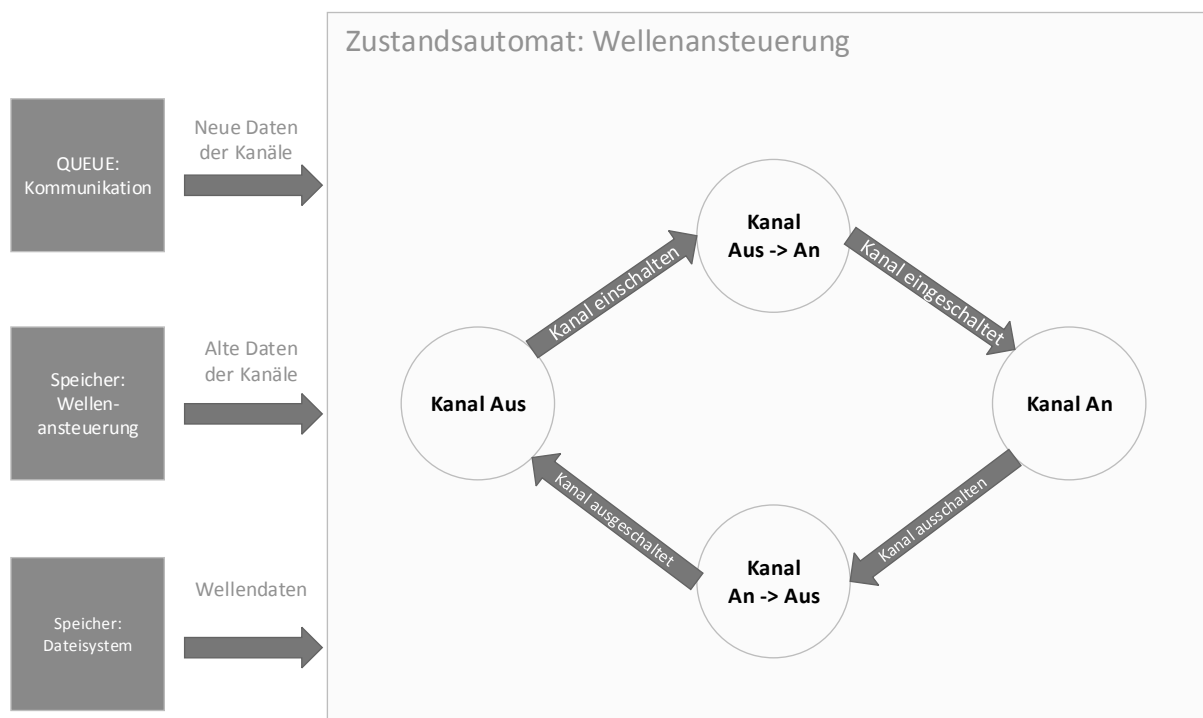 Zustandsautomat: Wellenansteuerung
QUEUE:
Kommunikation
Neue Daten
der Kanäle
Speicher:
Wellen-
ansteuerung
Alte Daten
der Kanäle
Speicher:
Dateisystem
Wellendaten
Kanal
Aus -> An
Kanal einschalten
Kanal eingeschaltet
Kanal Aus
Kanal An
Kanal ausgeschaltet
Kanal ausschalten
Kanal
An -> Aus